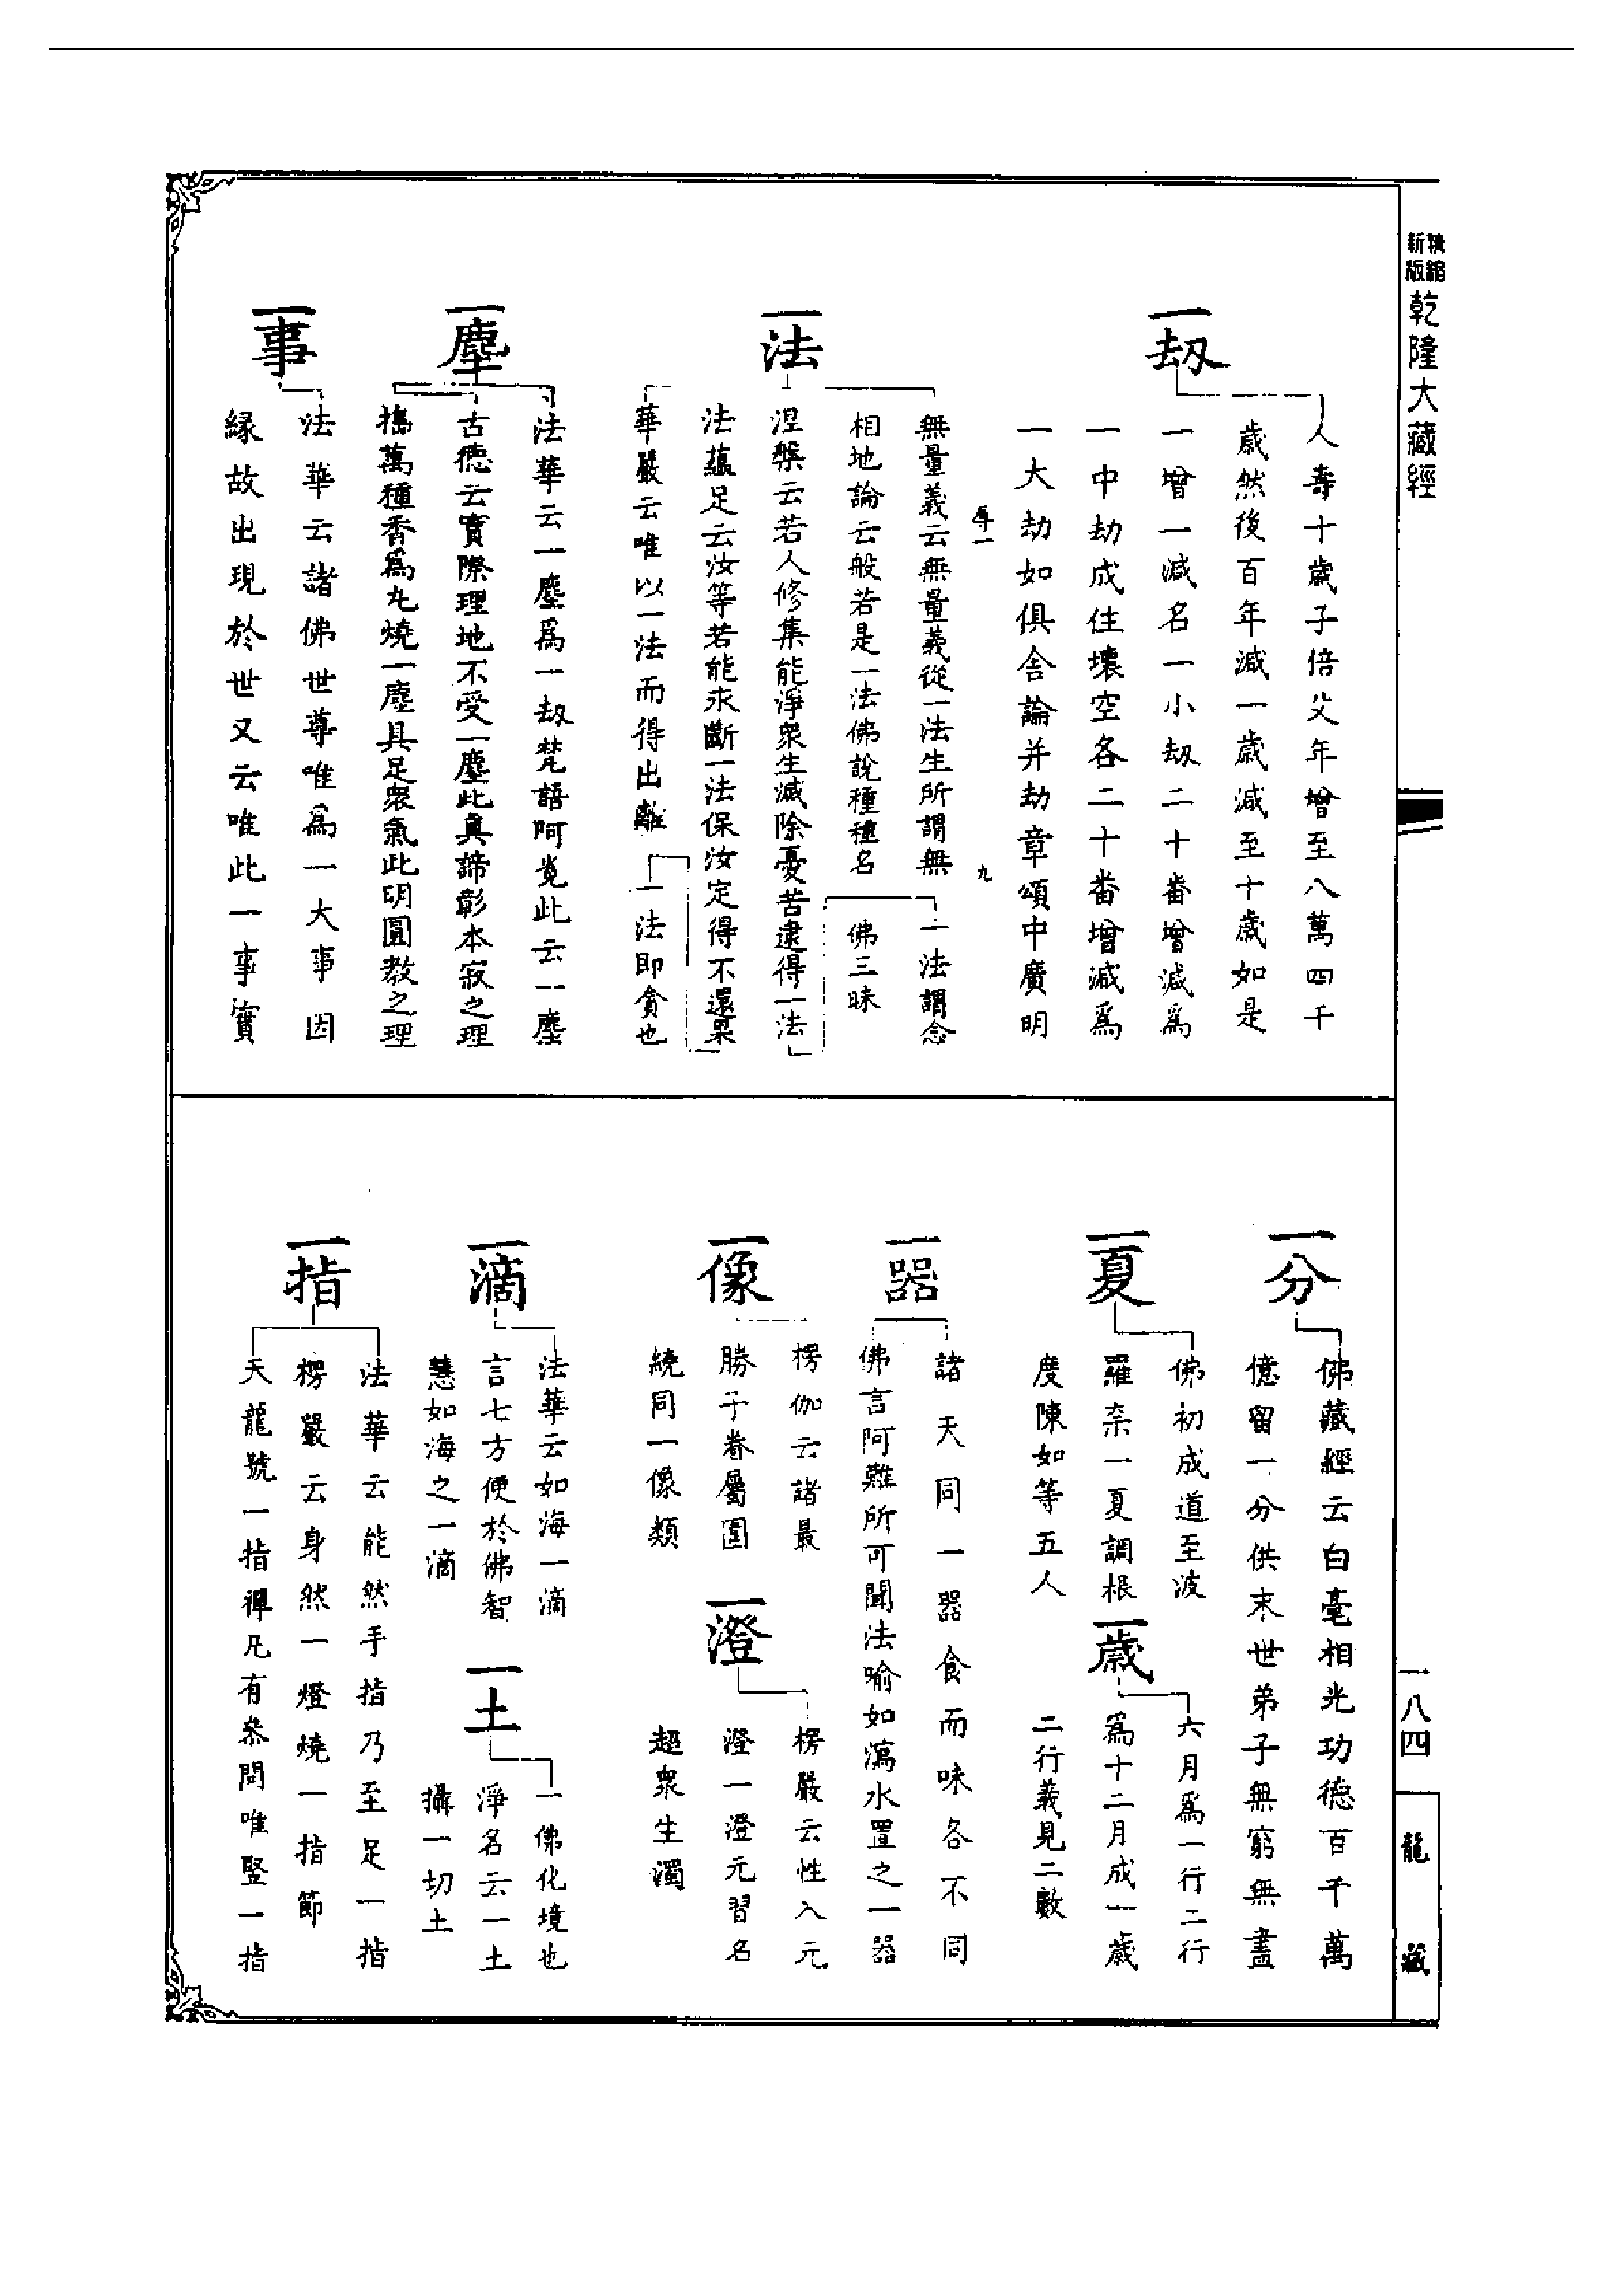 新版
精縮
乾隆大藏經
一劫
人壽十歲子倍父年增至八萬四千
歲然後百年減一歲減至十歲如是
一增一減名一小劫二十番增減為
一中劫成住壞空各二十番增減為
一大劫如俱舍論并劫章頌中廣明
辱一
九
一法
無量義云無量義從一法生所謂無
相地論云般若是一法佛說種種名
涅槃云若人修集能淨衆生滅除憂苦逮得一法
一法謂念
佛三昧
法蘊足云汝等若能永斷一法保汝定得不還果
一法即貪也
華嚴云唯以一法而得出離
一塵
法華云一塵爲一劫梵語阿㝹此云一塵
古德云實際理地不受一塵此真諦彰本寂之理
擣萬種香爲丸燒一塵具足衆氣此明圓教之理
一事
法華云諸佛世尊唯爲一大事因
緣故出現於世又云唯此一事實
一分
佛藏經云白毫相光功德百千萬
億留一分供末世弟子無窮無盡
一夏
佛初成道至波
羅柰一夏調根
度陳如等五人
一歲
六月爲一行二行
爲十二月成一歲
二行義見二數
一器
諸天同一器食而味各不同
佛言阿難所可聞法喻如瀉水置之一器
一像
楞伽云諸最
勝子眷屬圍
繞同一像類
一澄
楞嚴云性入元
澄一澄元習名
超衆生濁
一滴
法華云如海一滴
言七方便於佛智
慧如海之一滴
一土
一佛化境也
淨名云一土
攝一切土
一指
法華云能然手指乃至足一指
楞嚴云身然一燈燒一指節
天龍號一指禪凡有叅問唯竪一指
一八四
龍藏